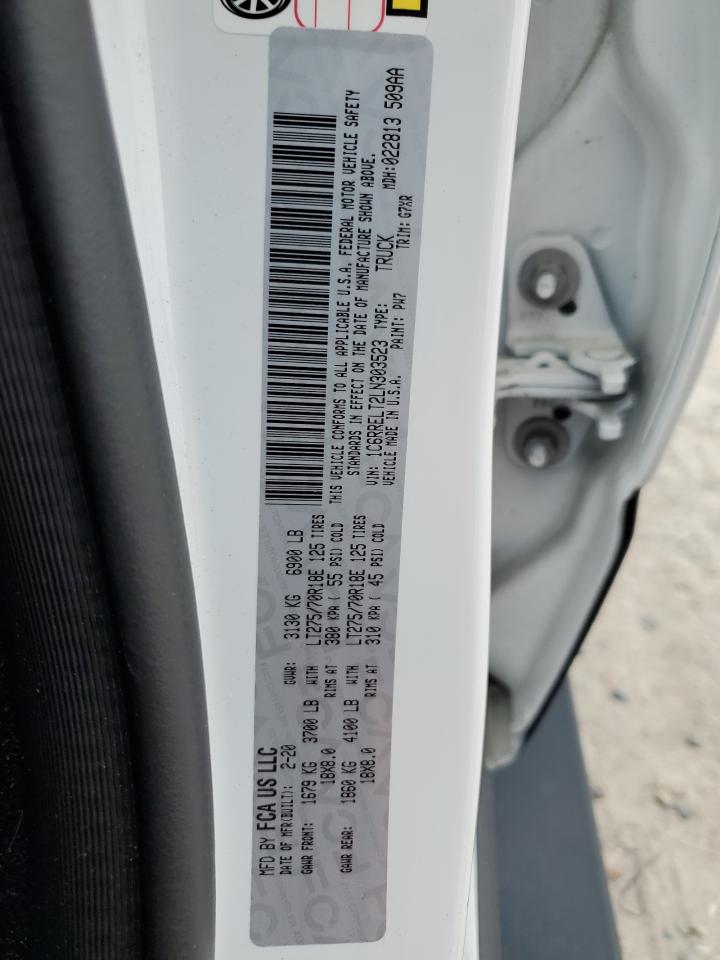 MFD BY FCA US LLC
DATE OF MFR(BUILT): 2-20 GVWR: 3130 KG 6900 LB
GAWR FRONT: 1679 KG 3700 LB WITH LT275/70R18E 125 TIRES
18X8.0 RIMS AT 380 KPA ( 55 PSI) COLD
GAWR REAR: 1860 KG 4100 LB WITH LT275/70R18E 125 TIRES
18X8.0 RIMS AT 310 KPA ( 45 PSI) COLD
THIS VEHICLE CONFORMS TO ALL APPLICABLE U.S.A. FEDERAL MOTOR VEHICLE SAFETY
STANDARDS IN EFFECT ON THE DATE OF MANUFACTURE SHOWN ABOVE.
VIN: 1C6RRELT2LN303523 TYPE: TRUCK MDH:022813 509AA
VEHICLE MADE IN U.S.A. PAINT: PW7 TRIM: G7XR